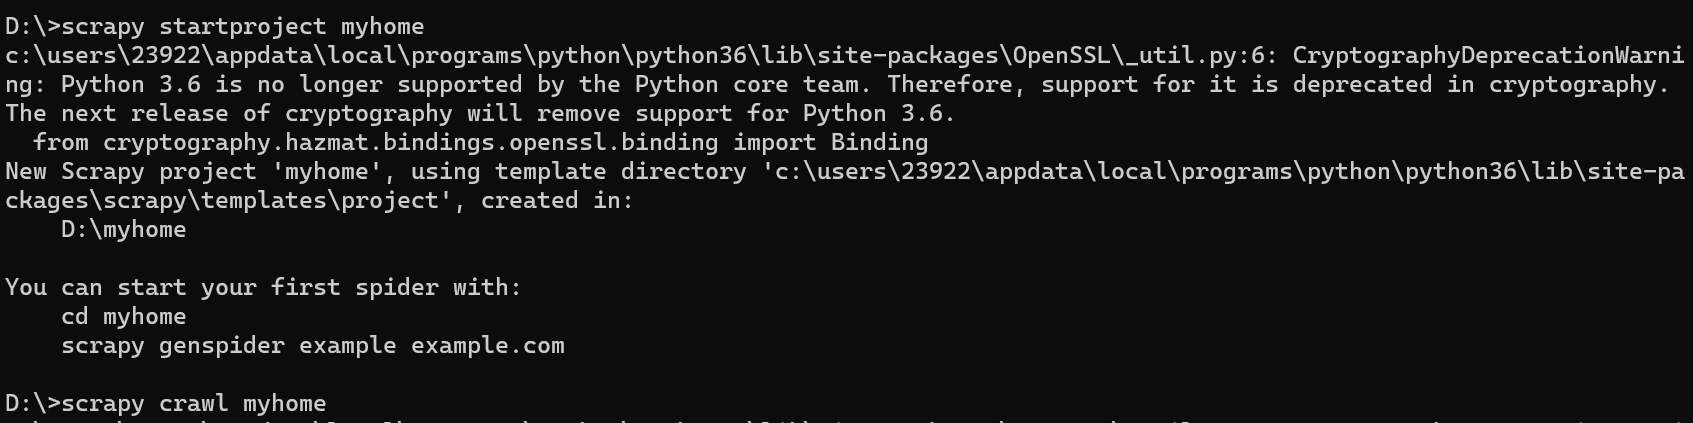 D:\>scrapy startproject myhome
c:\users\23922\appdata\local\programs\python\python36\lib\site-packages\OpenSSL\_util.py:6: CryptographyDeprecationWarni
ng: Python 3.6 is no longer supported by the Python core team. Therefore, support for it is deprecated in cryptography.
The next release of cryptography will remove support for Python 3.6.
  from cryptography.hazmat.bindings.openssl.binding import Binding
New Scrapy project 'myhome', using template directory 'c:\users\23922\appdata\local\programs\python\python36\lib\site-pa
ckages\scrapy\templates\project', created in:
    D:\myhome

You can start your first spider with:
    cd myhome
    scrapy genspider example example.com

D:\>scrapy crawl myhome